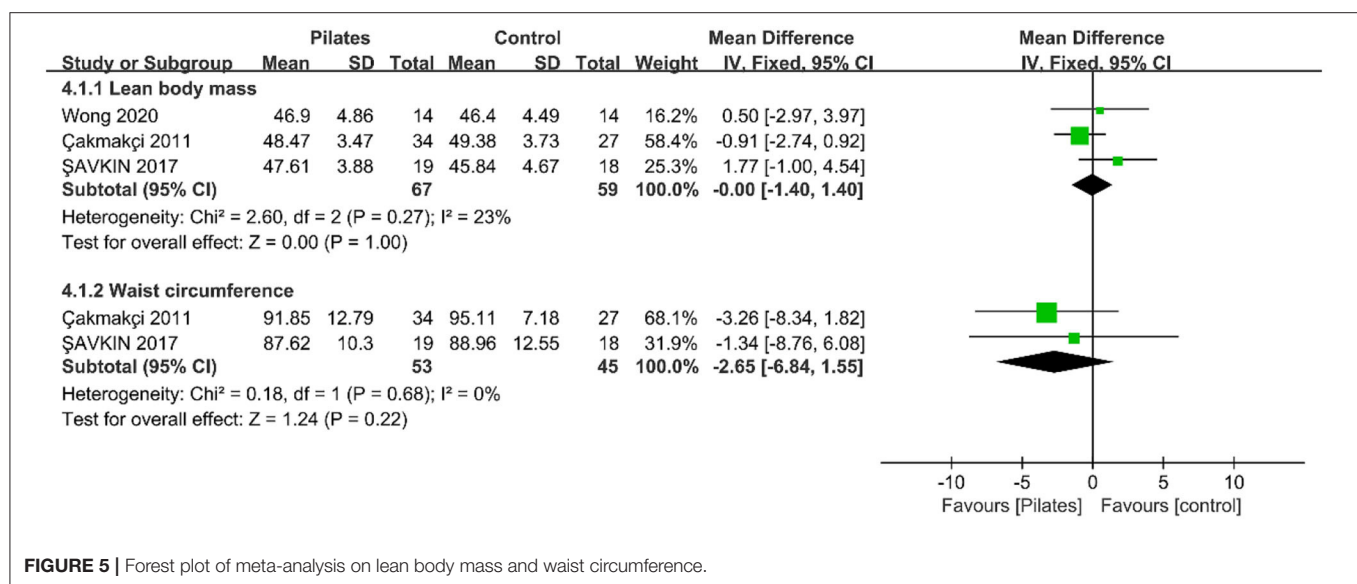 Pilates Control Mean Difference Mean Difference
Study or Subgroup Mean SD Total Mean SD Total Weight IV, Fixed, 95% CI IV, Fixed, 95% CI
4.1.1 Lean body mass
Wong 2020 46.9 4.86 14 46.4 4.49 14 16.2% 0.50 [-2.97, 3.97]
Çakmakçi 2011 48.47 3.47 34 49.38 3.73 27 58.4% -0.91 [-2.74, 0.92]
ŞAVKIN 2017 47.61 3.88 19 45.84 4.67 18 25.3% 1.77 [-1.00, 4.54]
Subtotal (95% CI) 67 59 100.0% -0.00 [-1.40, 1.40]
Heterogeneity: Chi² = 2.60, df = 2 (P = 0.27); I² = 23%
Test for overall effect: Z = 0.00 (P = 1.00)
4.1.2 Waist circumference
Çakmakçi 2011 91.85 12.79 34 95.11 7.18 27 68.1% -3.26 [-8.34, 1.82]
ŞAVKIN 2017 87.62 10.3 19 88.96 12.55 18 31.9% -1.34 [-8.76, 6.08]
Subtotal (95% CI) 53 45 100.0% -2.65 [-6.84, 1.55]
Heterogeneity: Chi² = 0.18, df = 1 (P = 0.68); I² = 0%
Test for overall effect: Z = 1.24 (P = 0.22)
-10 -5 0 5 10
Favours [Pilates] Favours [control]
FIGURE 5 | Forest plot of meta-analysis on lean body mass and waist circumference.